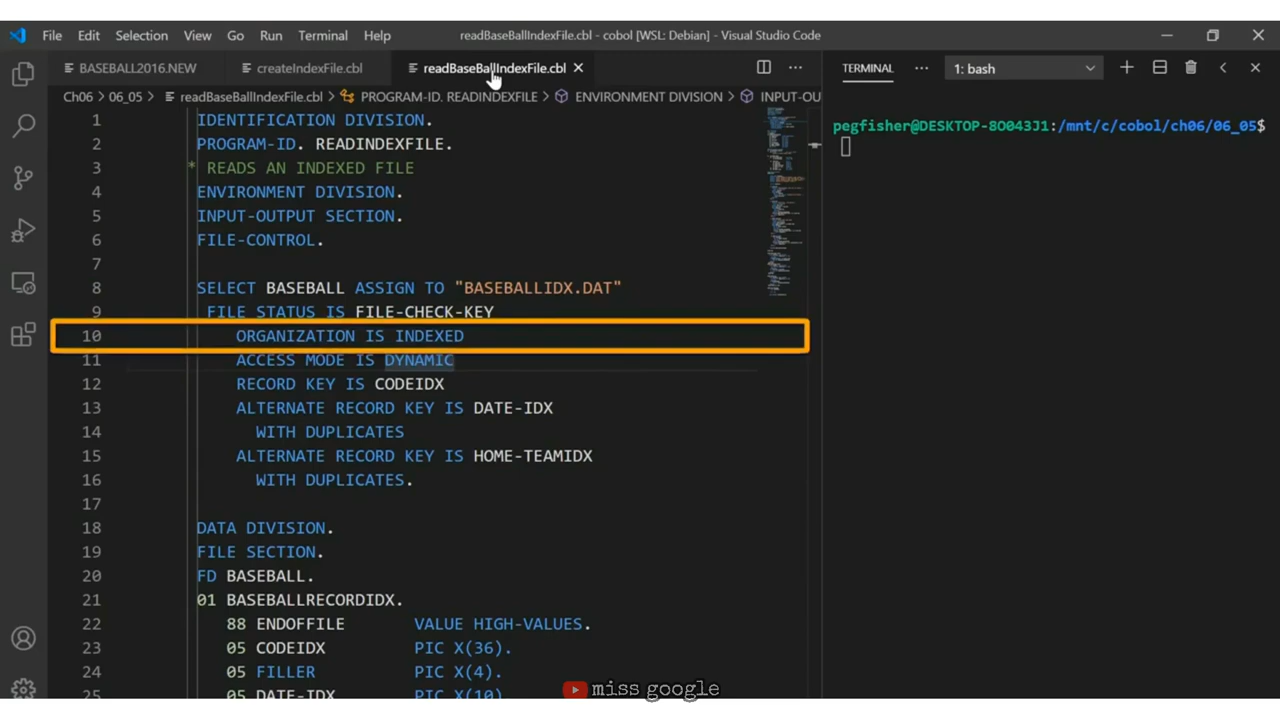 File Edit Selection View Go Run Terminal Help readBaseBallIndexFile.cbl - cobol [WSL: Debian] - Visual Studio Code
BASEBALL2016.NEW createIndexFile.cbl readBaseBallIndexFile.cbl
Ch06 > 06_05 > readBaseBallIndexFile.cbl > PROGRAM-ID. READINDEXFILE > ENVIRONMENT DIVISION > INPUT-OU
1 IDENTIFICATION DIVISION.
2 PROGRAM-ID. READINDEXFILE.
3 * READS AN INDEXED FILE
4 ENVIRONMENT DIVISION.
5 INPUT-OUTPUT SECTION.
6 FILE-CONTROL.
7
8 SELECT BASEBALL ASSIGN TO "BASEBALLIDX.DAT"
9 FILE STATUS IS FILE-CHECK-KEY
10 ORGANIZATION IS INDEXED
11 ACCESS MODE IS DYNAMIC
12 RECORD KEY IS CODEIDX
13 ALTERNATE RECORD KEY IS DATE-IDX
14 WITH DUPLICATES
15 ALTERNATE RECORD KEY IS HOME-TEAMIDX
16 WITH DUPLICATES.
17
18 DATA DIVISION.
19 FILE SECTION.
20 FD BASEBALL.
21 01 BASEBALLRECORDIDX.
22 88 ENDOFFILE VALUE HIGH-VALUES.
23 05 CODEIDX PIC X(36).
24 05 FILLER PIC X(4).
25 05 DATE-IDX PIC X(10).
TERMINAL ... 1: bash
pegfisher@DESKTOP-8O043J1:/mnt/c/cobol/ch06/06_05$
miss google